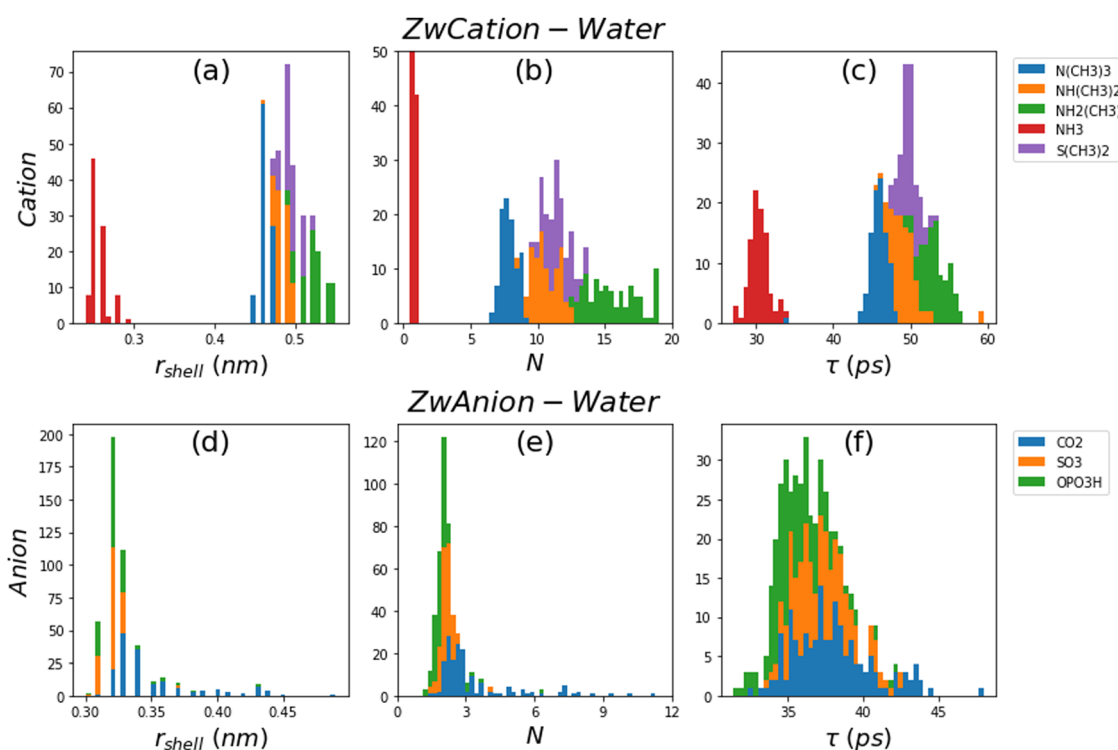 ZwCation − Water
(a)
(b)
(c)
Cation
70
60
50
40
30
20
10
0
0.3
0.4
0.5
r_shell (nm)
50
40
30
20
10
0
0
5
10
15
20
N
40
30
20
10
0
30
40
50
60
τ (ps)
N(CH3)3
NH(CH3)2
NH2(CH3)
NH3
S(CH3)2
ZwAnion − Water
(d)
(e)
(f)
Anion
200
175
150
125
100
75
50
25
0
0.30
0.35
0.40
0.45
r_shell (nm)
120
100
80
60
40
20
0
0
3
6
9
12
N
30
25
20
15
10
5
0
35
40
45
τ (ps)
CO2
SO3
OPO3H